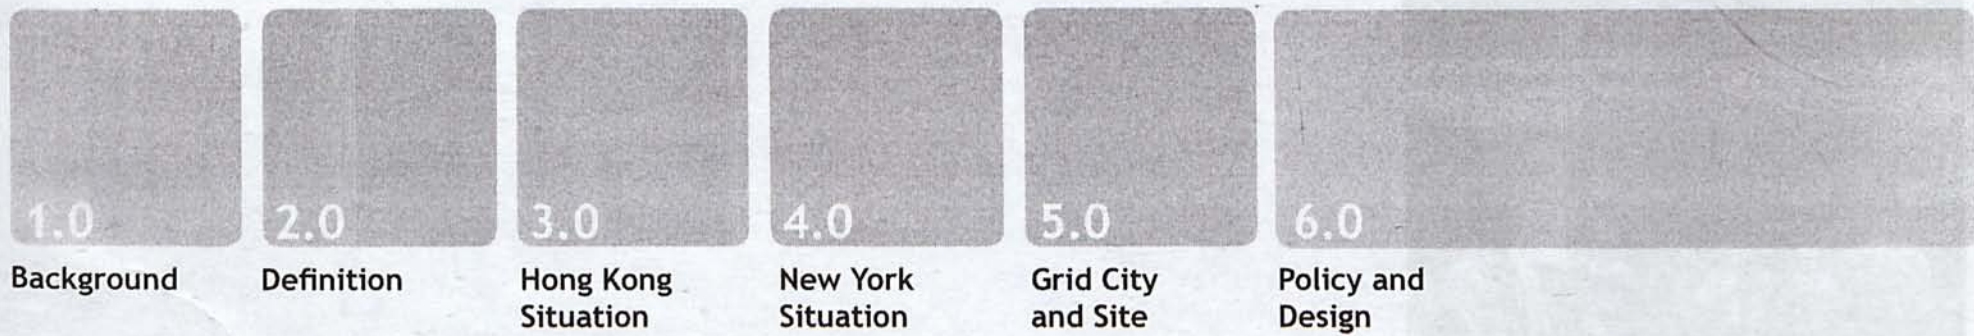 1.0
Background
2.0
Definition
3.0
Hong Kong
Situation
4.0
New York
Situation
5.0
Grid City
and Site
6.0
Policy and
Design